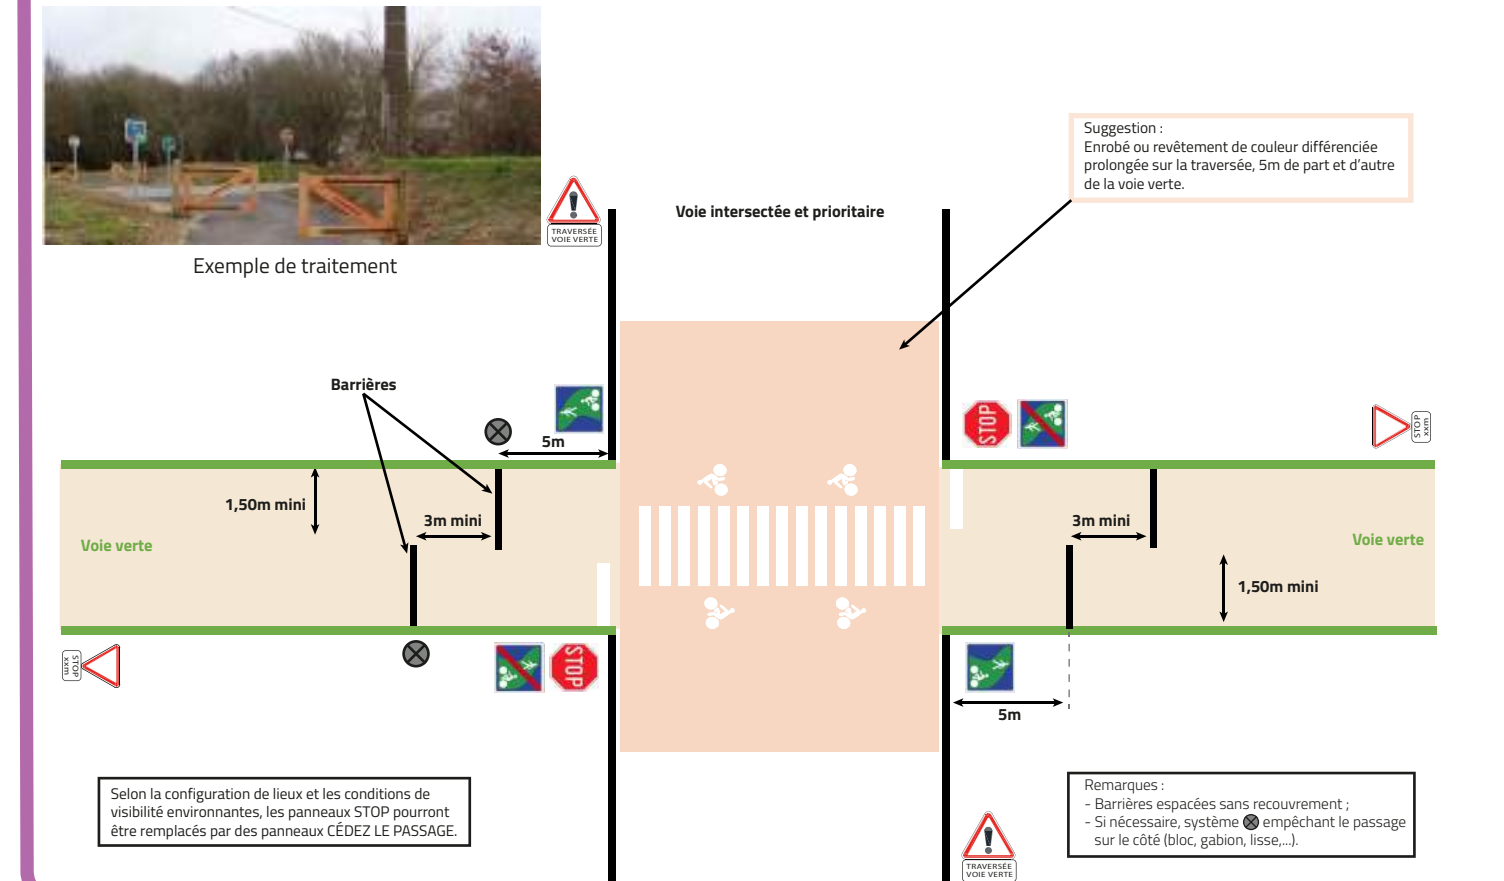 Exemple de traitement
TRAVERSÉE
VOIE VERTE
Voie intersectée et prioritaire
Suggestion :
Enrobé ou revêtement de couleur différenciée
prolongée sur la traversée, 5m de part et d'autre
de la voie verte.
Barrières
5m
STOP
STOP
xxm
1,50m mini
3m mini
Voie verte
3m mini
Voie verte
1,50m mini
STOP
xxm
STOP
5m
Selon la configuration de lieux et les conditions de
visibilité environnantes, les panneaux STOP pourront
être remplacés par des panneaux CÉDEZ LE PASSAGE.
TRAVERSÉE
VOIE VERTE
Remarques :
- Barrières espacées sans recouvrement ;
- Si nécessaire, système empêchant le passage
sur le côté (bloc, gabion, lisse,...).